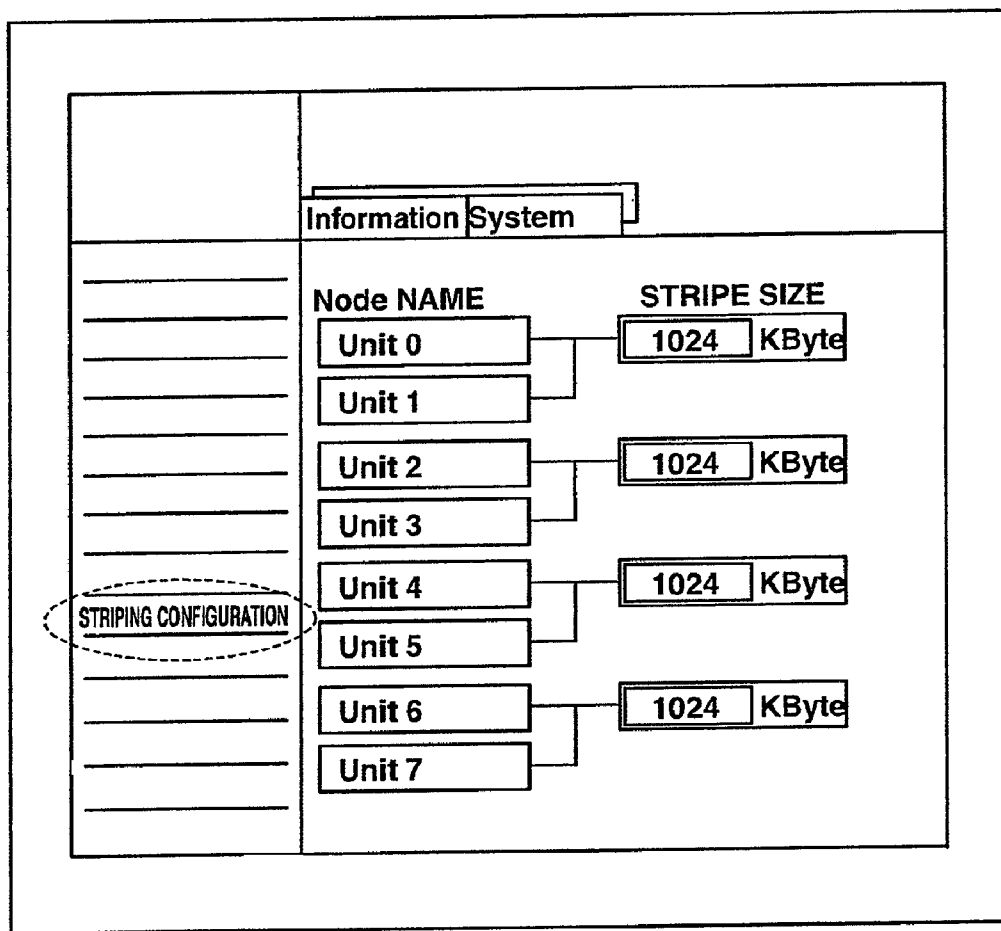 Information System
Node NAME STRIPE SIZE
Unit 0 1024 KByte
Unit 1
Unit 2 1024 KByte
Unit 3
STRIPING CONFIGURATION
Unit 4 1024 KByte
Unit 5
Unit 6 1024 KByte
Unit 7